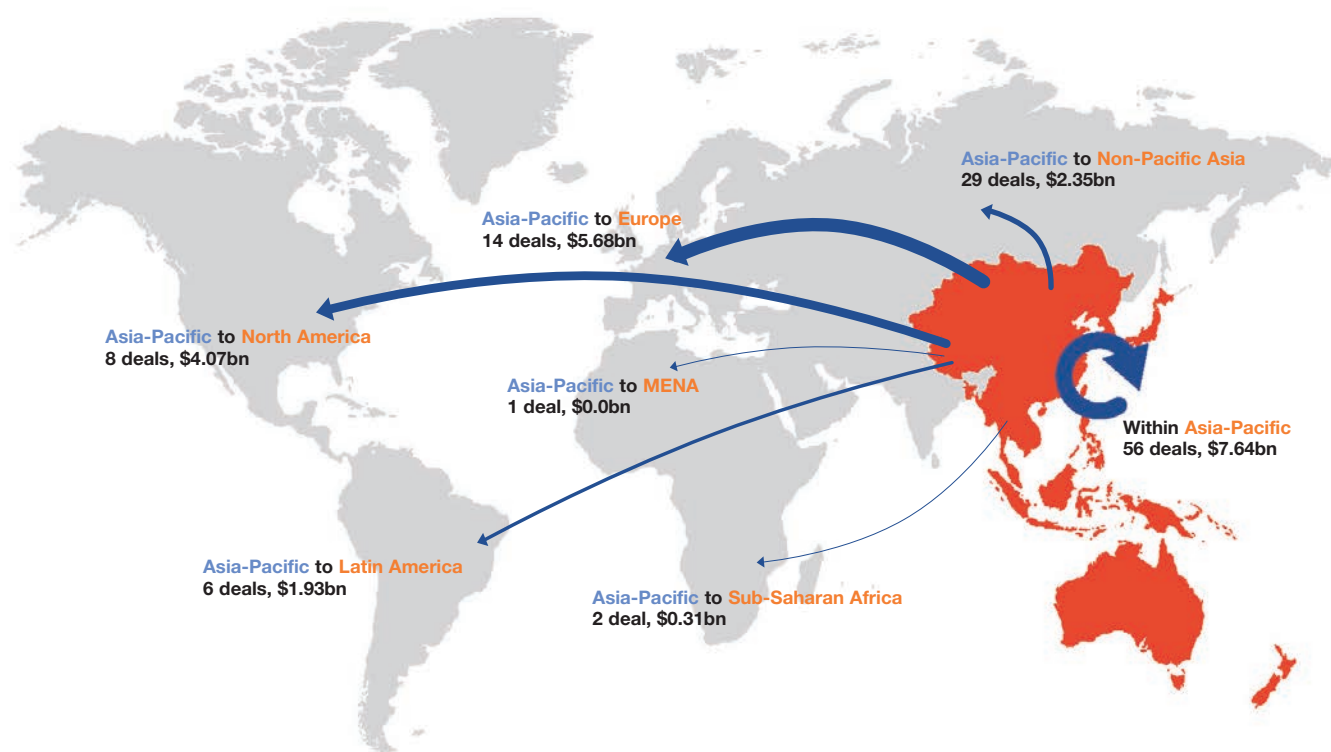 Asia-Pacific to Non-Pacific Asia
29 deals, $2.35bn
Asia-Pacific to Europe
14 deals, $5.68bn
Asia-Pacific to North America
8 deals, $4.07bn
Asia-Pacific to MENA
1 deal, $0.0bn
Within Asia-Pacific
56 deals, $7.64bn
Asia-Pacific to Latin America
6 deals, $1.93bn
Asia-Pacific to Sub-Saharan Africa
2 deal, $0.31bn